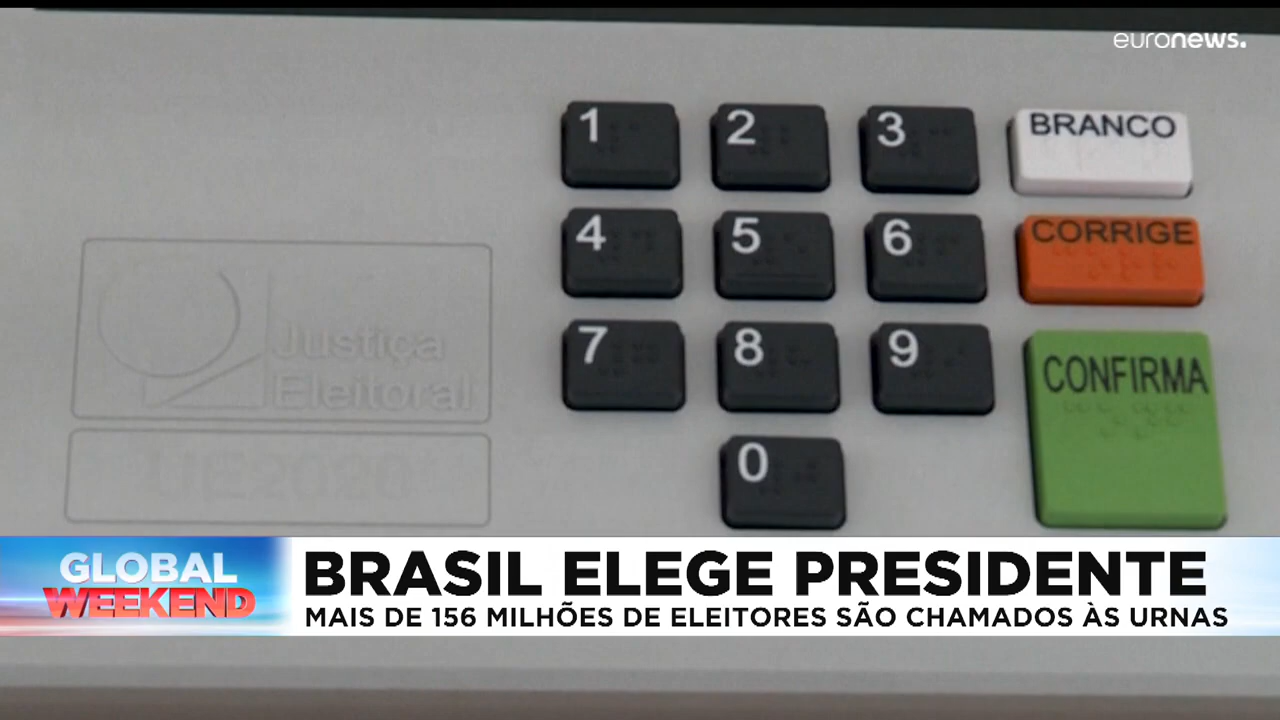 euronews.
1 2 3 BRANCO
4 5 6 CORRIGE
7 8 9 CONFIRMA
0
Justiça
Eleitoral
UE2020
GLOBAL
WEEKEND
BRASIL ELEGE PRESIDENTE
MAIS DE 156 MILHÕES DE ELEITORES SÃO CHAMADOS ÀS URNAS